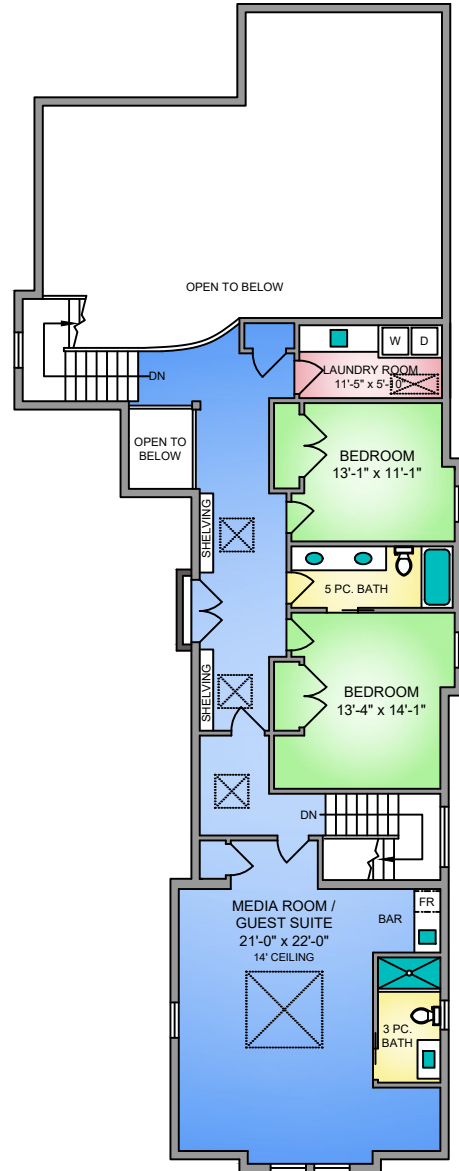 OPEN TO BELOW
W
D
LAUNDRY ROOM
11'-5" x 5'-10"
DN
OPEN TO
BELOW
BEDROOM
13'-1" x 11'-1"
SHELVING
5 PC. BATH
SHELVING
BEDROOM
13'-4" x 14'-1"
DN
MEDIA ROOM /
GUEST SUITE
21'-0" x 22'-0"
14' CEILING
FR
BAR
3 PC.
BATH